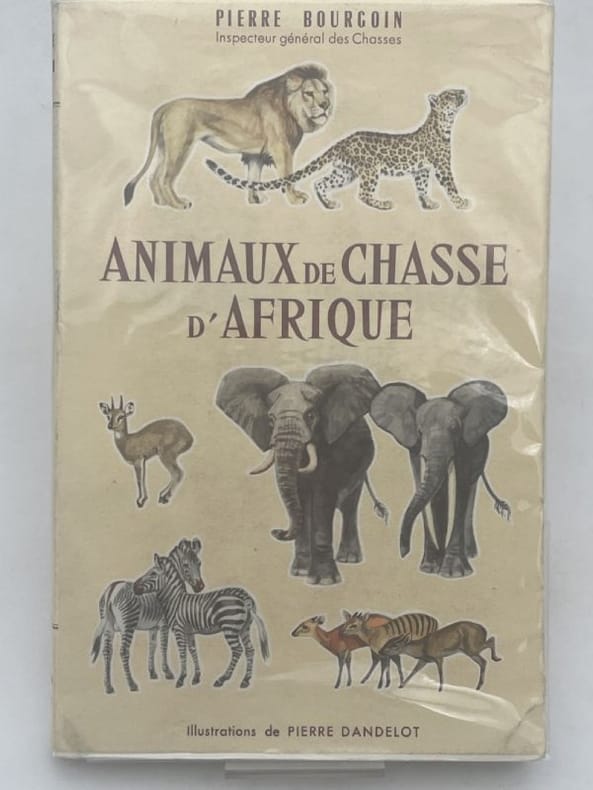 PIERRE BOURGOIN
Inspecteur général des Chasses
ANIMAUX DE CHASSE
D'AFRIQUE
Illustrations de PIERRE DANDELOT